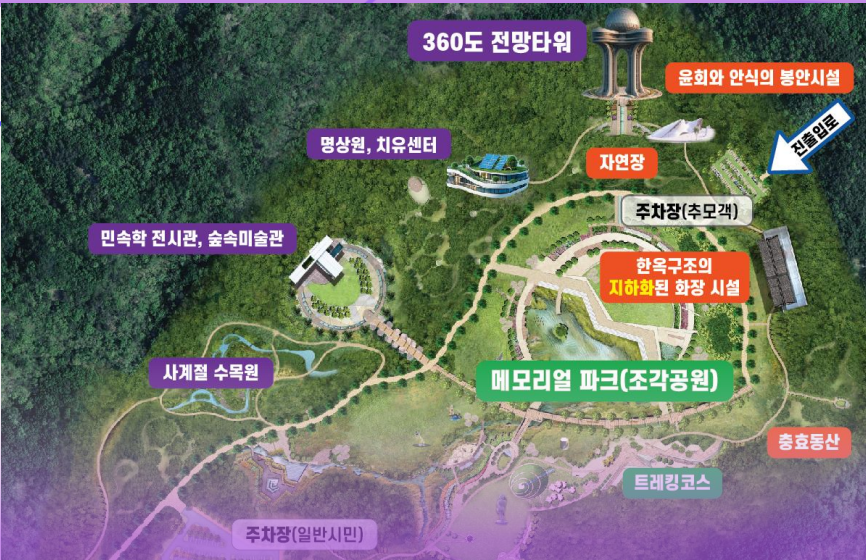 360도 전망타워
윤회와 안식의 봉안시설
진출입로
명상원, 치유센터
자연장
주차장(추모객)
민속학 전시관, 숲속미술관
한옥구조의
지하화된 화장 시설
사계절 수목원
메모리얼 파크(조각공원)
충효동산
트레킹코스
주차장(일반시민)